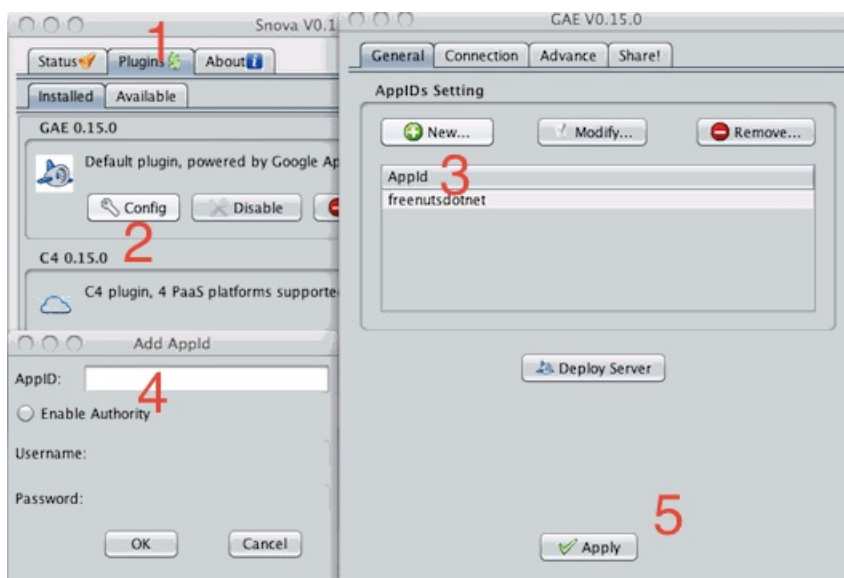 Snova V0.1
1
Status Plugins About
Installed Available
GAE 0.15.0
Default plugin, powered by Google Ap
Config Disable
2
C4 0.15.0
C4 plugin, 4 PaaS platforms supporte
Add AppId
AppID:
4
Enable Authority
Username:
Password:
OK Cancel
GAE V0.15.0
General Connection Advance Share!
AppIDs Setting
New... Modify... Remove...
3
AppId
freenutsdotnet
Deploy Server
5
Apply